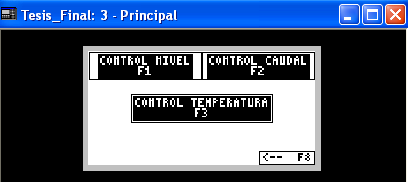 Tesis_Final: 3 - Principal
CONTROL NIVEL CONTROL CAUDAL
F1 F2
CONTROL TEMPERATURA
F3
<-- F8